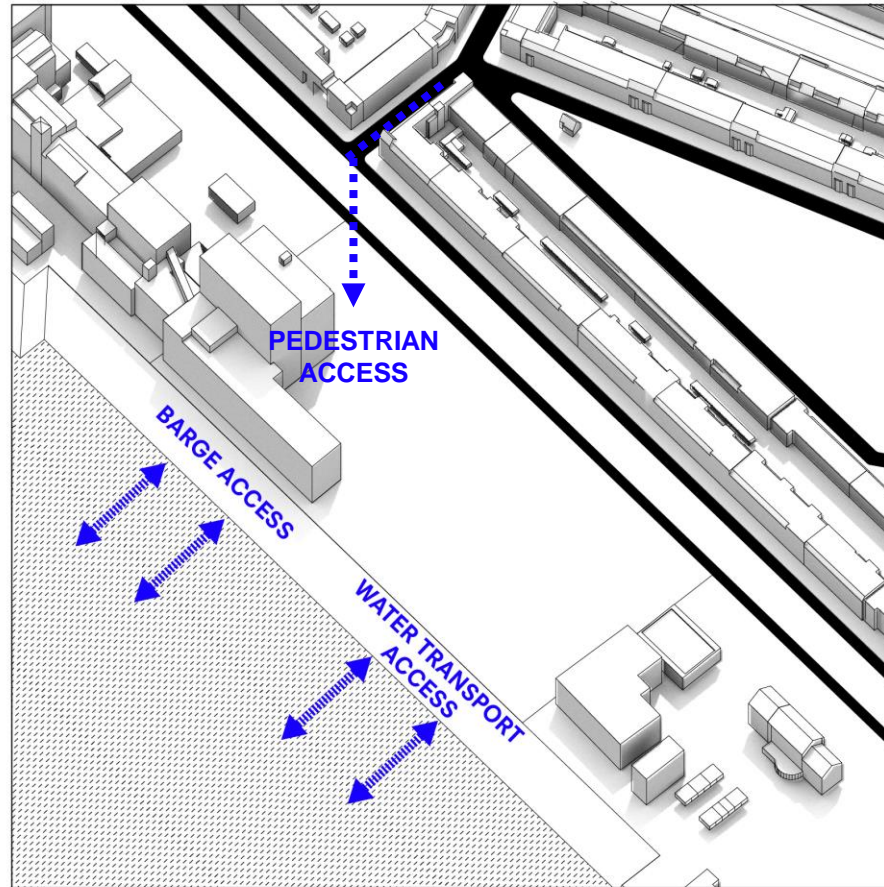 PEDESTRIAN
ACCESS
BARGE ACCESS
WATER TRANSPORT
ACCESS